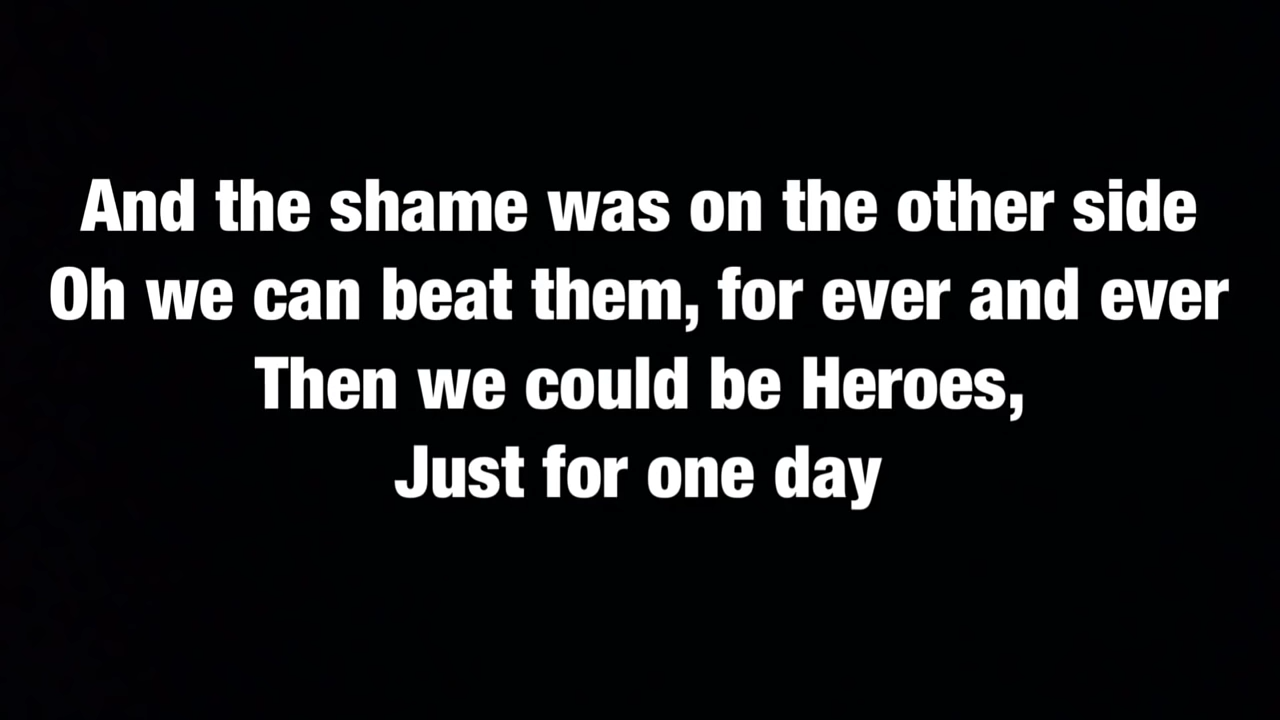 And the shame was on the other side
Oh we can beat them, for ever and ever
Then we could be Heroes,
Just for one day